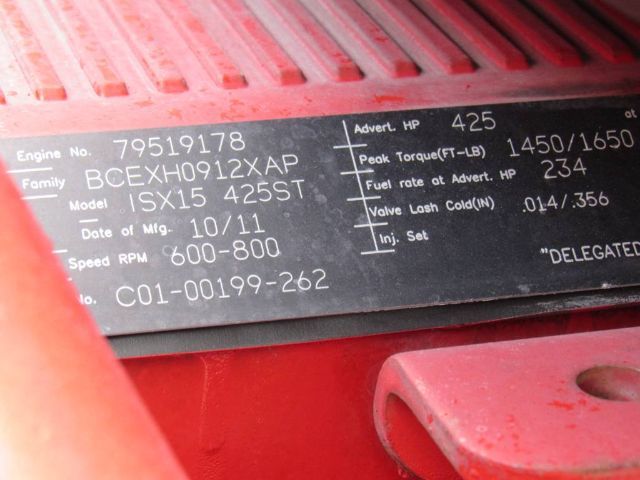 Engine No. 79519178
Family BCEXH0912XAP
Model ISX15 425ST
Date of Mfg. 10/11
Speed RPM 600-800
No. C01-00199-262
Advert. HP 425 at
Peak Torque(FT-LB) 1450/1650
Fuel rate at Advert. HP 234
Valve Lash Cold(IN) .014/.356
Inj. Set
"DELEGATED